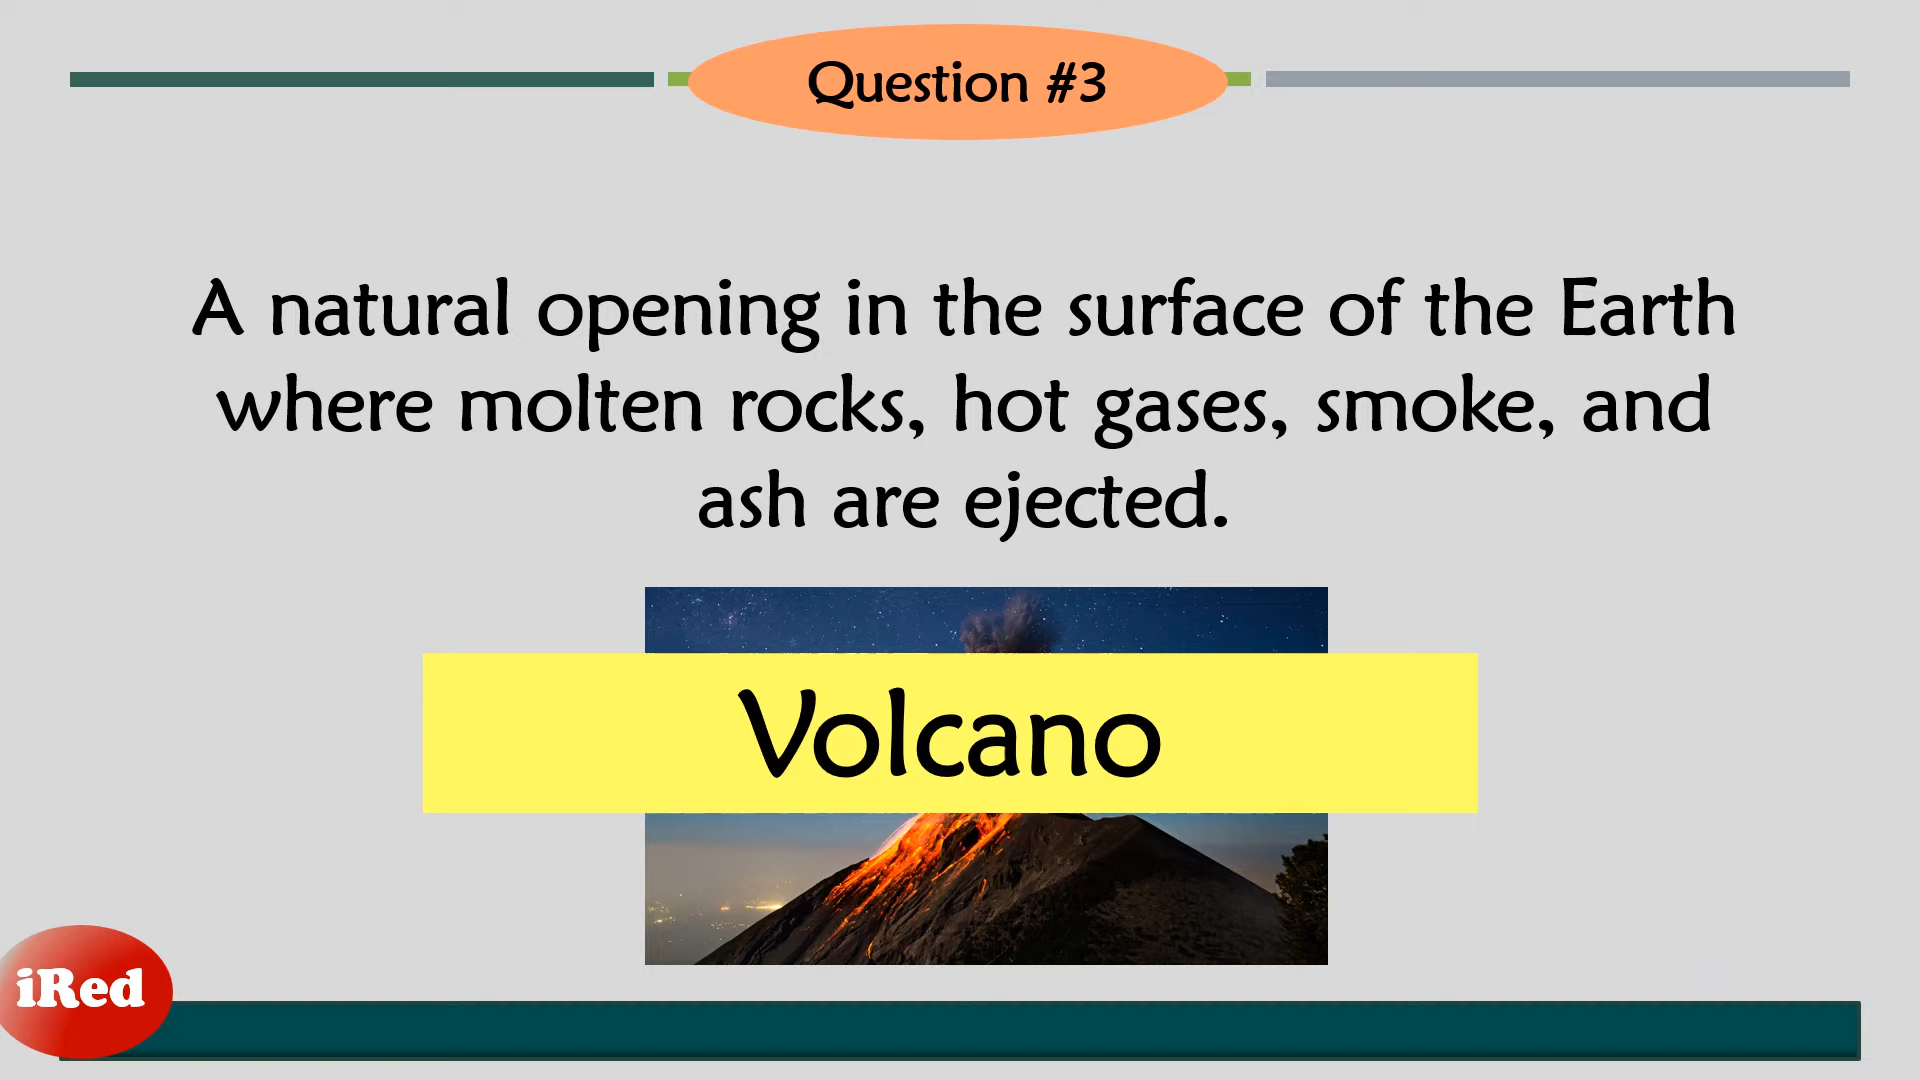 Question #3
A natural opening in the surface of the Earth
where molten rocks, hot gases, smoke, and
ash are ejected.
Volcano
iRed